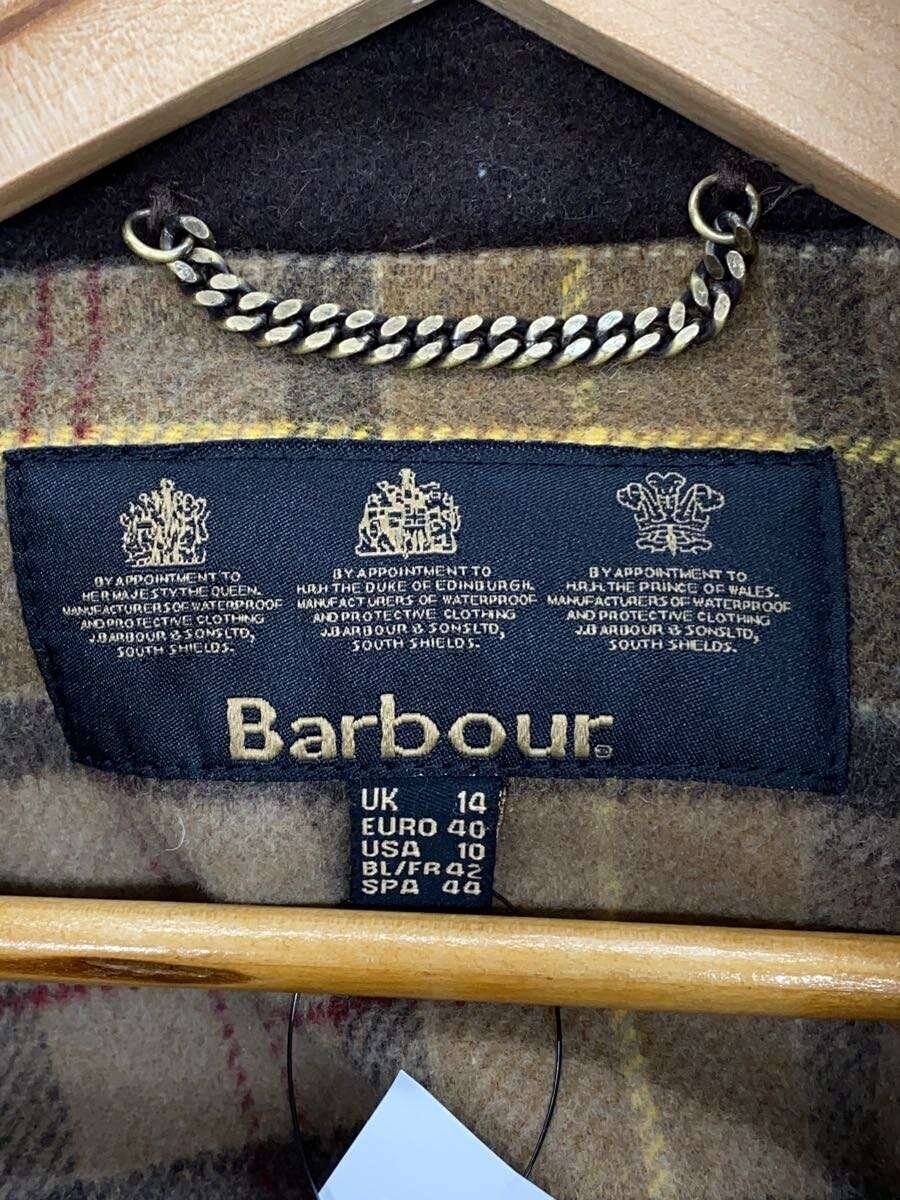 BY APPOINTMENT TO
HER MAJESTY THE QUEEN.
MANUFACTURERS OF WATERPROOF
AND PROTECTIVE CLOTHING
J.BARBOUR & SONS LTD,
SOUTH SHIELDS.
BY APPOINTMENT TO
H.R.H. THE DUKE OF EDINBURGH.
MANUFACTURERS OF WATERPROOF
AND PROTECTIVE CLOTHING
J.BARBOUR & SONS LTD,
SOUTH SHIELDS.
BY APPOINTMENT TO
H.R.H. THE PRINCE OF WALES.
MANUFACTURERS OF WATERPROOF
AND PROTECTIVE CLOTHING
J.BARBOUR & SONS LTD,
SOUTH SHIELDS.
Barbour®
UK 14
EURO 40
USA 10
BL/FR 42
SPA 44